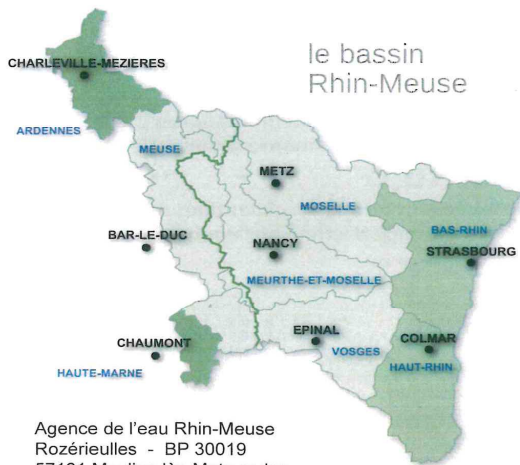 le bassin
Rhin-Meuse
CHARLEVILLE-MEZIERES
ARDENNES
MEUSE
METZ
MOSELLE
BAS-RHIN
BAR-LE-DUC
NANCY
STRASBOURG
MEURTHE-ET-MOSELLE
CHAUMONT
EPINAL
COLMAR
VOSGES
HAUTE-MARNE
HAUT-RHIN
Agence de l'eau Rhin-Meuse
Rozérieulles - BP 30019